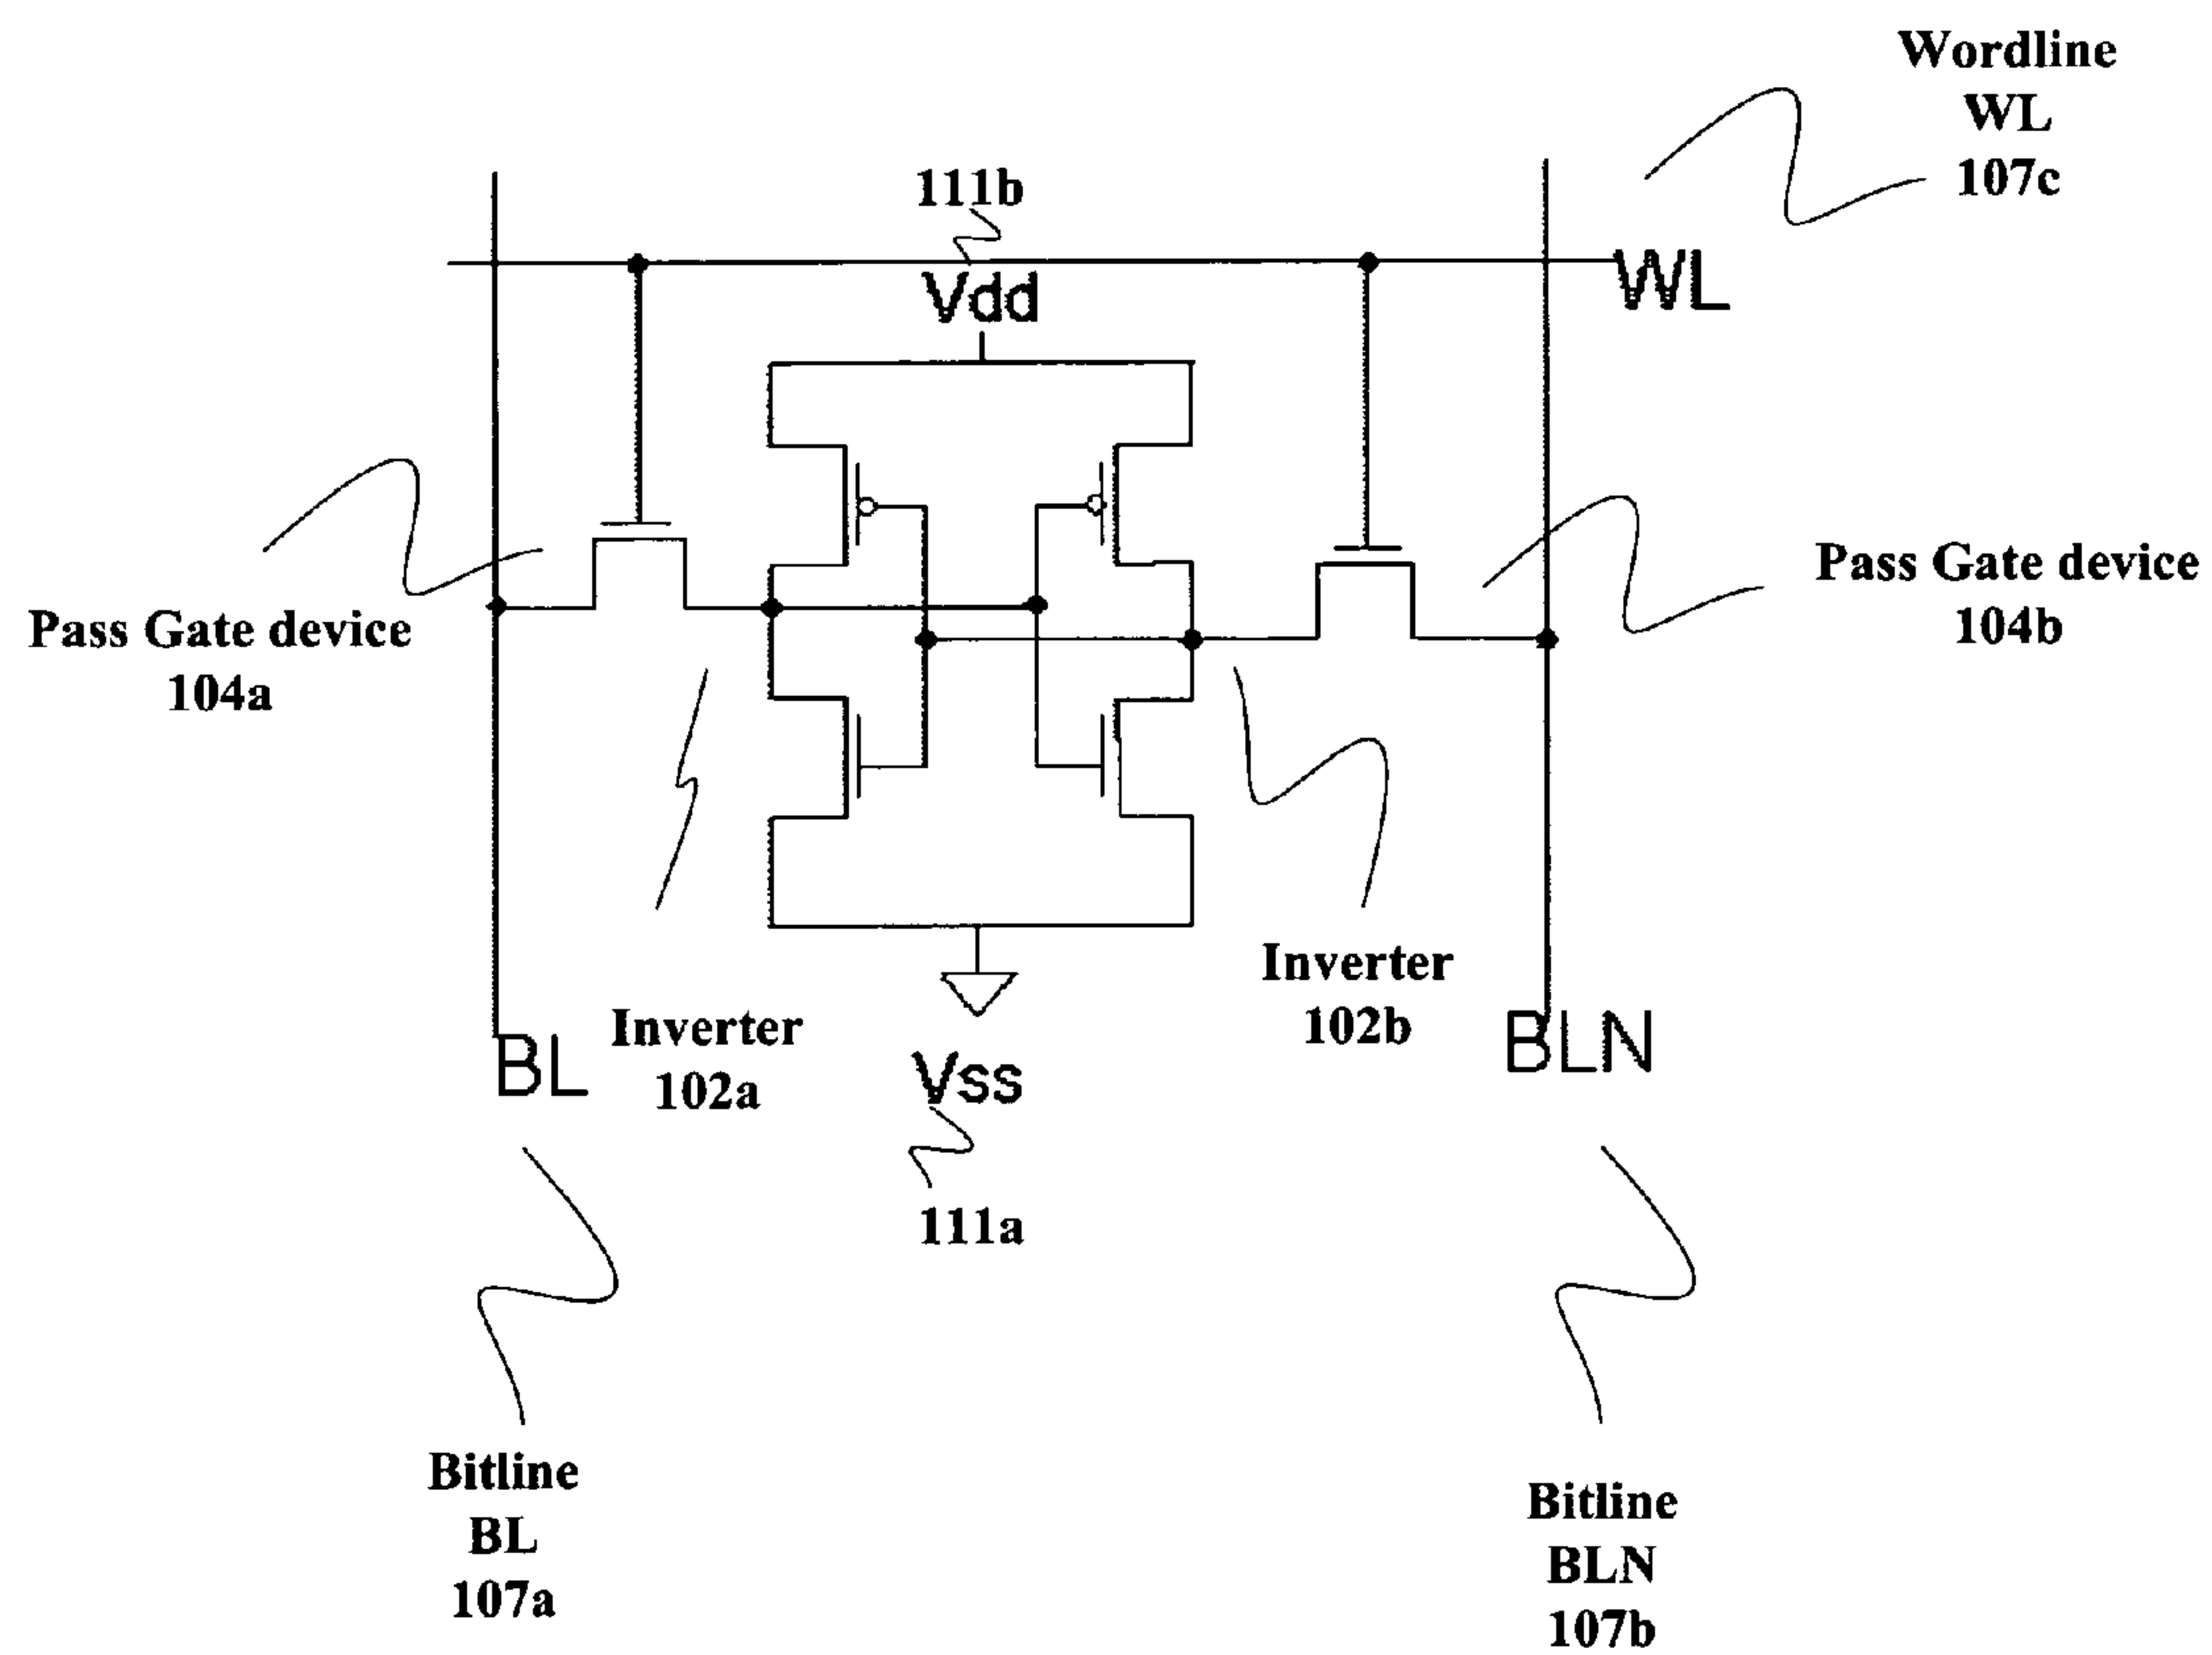 Wordline
WL
107c
111b
WL
Vdd
Pass Gate device
104a
Pass Gate device
104b
Inverter
102a
Inverter
102b
BL
Vss
BLN
111a
Bitline
BL
107a
Bitline
BLN
107b